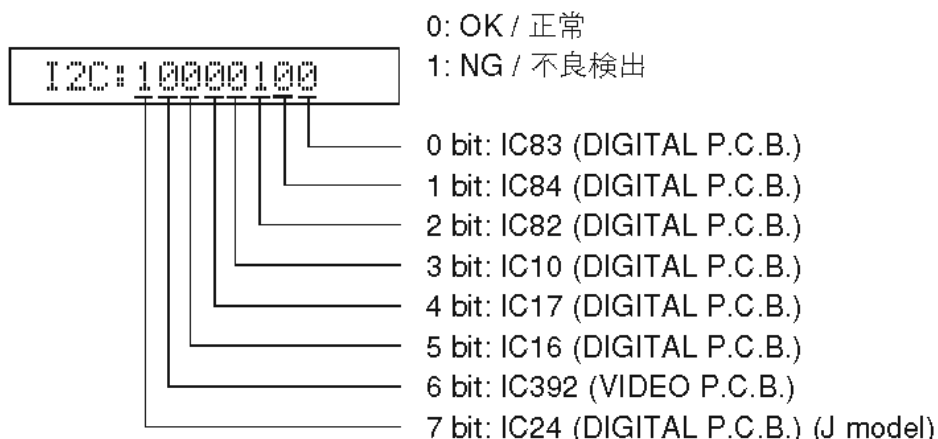 0: OK / 正常
1: NG / 不良検出
I2C:10000100
0 bit: IC83 (DIGITAL P.C.B.)
1 bit: IC84 (DIGITAL P.C.B.)
2 bit: IC82 (DIGITAL P.C.B.)
3 bit: IC10 (DIGITAL P.C.B.)
4 bit: IC17 (DIGITAL P.C.B.)
5 bit: IC16 (DIGITAL P.C.B.)
6 bit: IC392 (VIDEO P.C.B.)
7 bit: IC24 (DIGITAL P.C.B.) (J model)